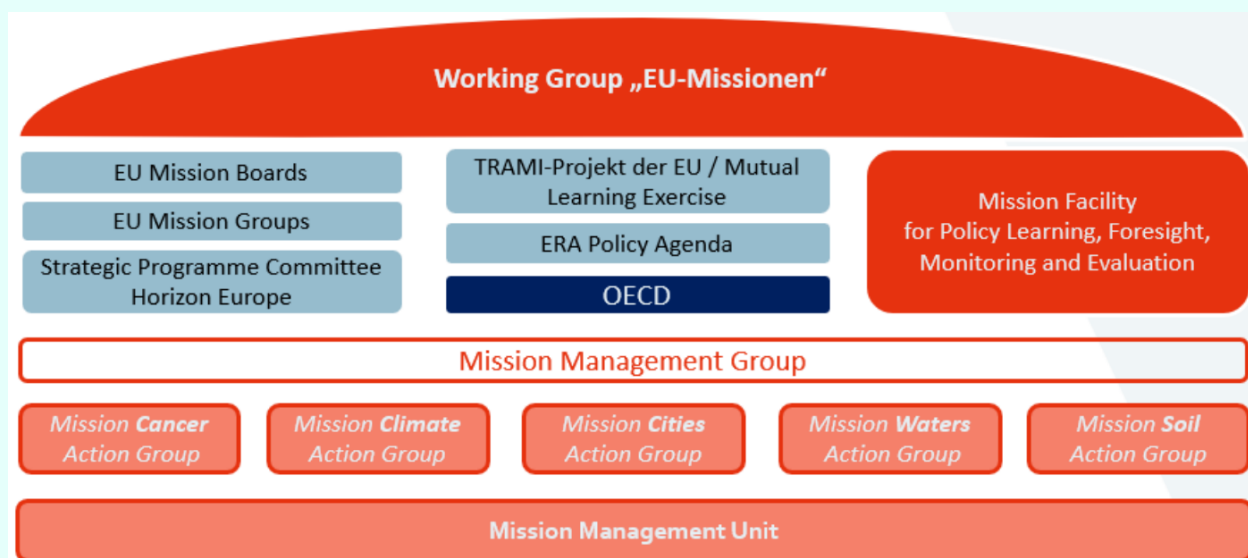 Working Group „EU-Missionen“
EU Mission Boards
EU Mission Groups
Strategic Programme Committee
Horizon Europe
TRAMI-Projekt der EU / Mutual
Learning Exercise
ERA Policy Agenda
OECD
Mission Facility
for Policy Learning, Foresight,
Monitoring and Evaluation
Mission Management Group
Mission Cancer
Action Group
Mission Climate
Action Group
Mission Cities
Action Group
Mission Waters
Action Group
Mission Soil
Action Group
Mission Management Unit